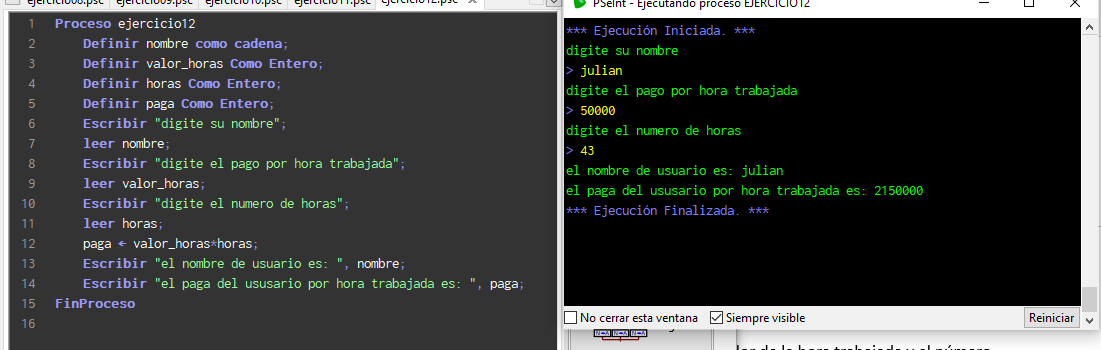 ejercicio08.psc ejercicio09.psc ejercicio10.psc ejercicio11.psc ejercicio12.psc
1 Proceso ejercicio12
2 Definir nombre como cadena;
3 Definir valor_horas Como Entero;
4 Definir horas Como Entero;
5 Definir paga Como Entero;
6 Escribir "digite su nombre";
7 leer nombre;
8 Escribir "digite el pago por hora trabajada";
9 leer valor_horas;
10 Escribir "digite el numero de horas";
11 leer horas;
12 paga ← valor_horas*horas;
13 Escribir "el nombre de usuario es: ", nombre;
14 Escribir "el paga del ususario por hora trabajada es: ", paga;
15 FinProceso
16
PSeInt - Ejecutando proceso EJERCICIO12
*** Ejecución Iniciada. ***
digite su nombre
> julian
digite el pago por hora trabajada
> 50000
digite el numero de horas
> 43
el nombre de usuario es: julian
el paga del ususario por hora trabajada es: 2150000
*** Ejecución Finalizada. ***
No cerrar esta ventana Siempre visible Reiniciar
de la hora trabajada y el número